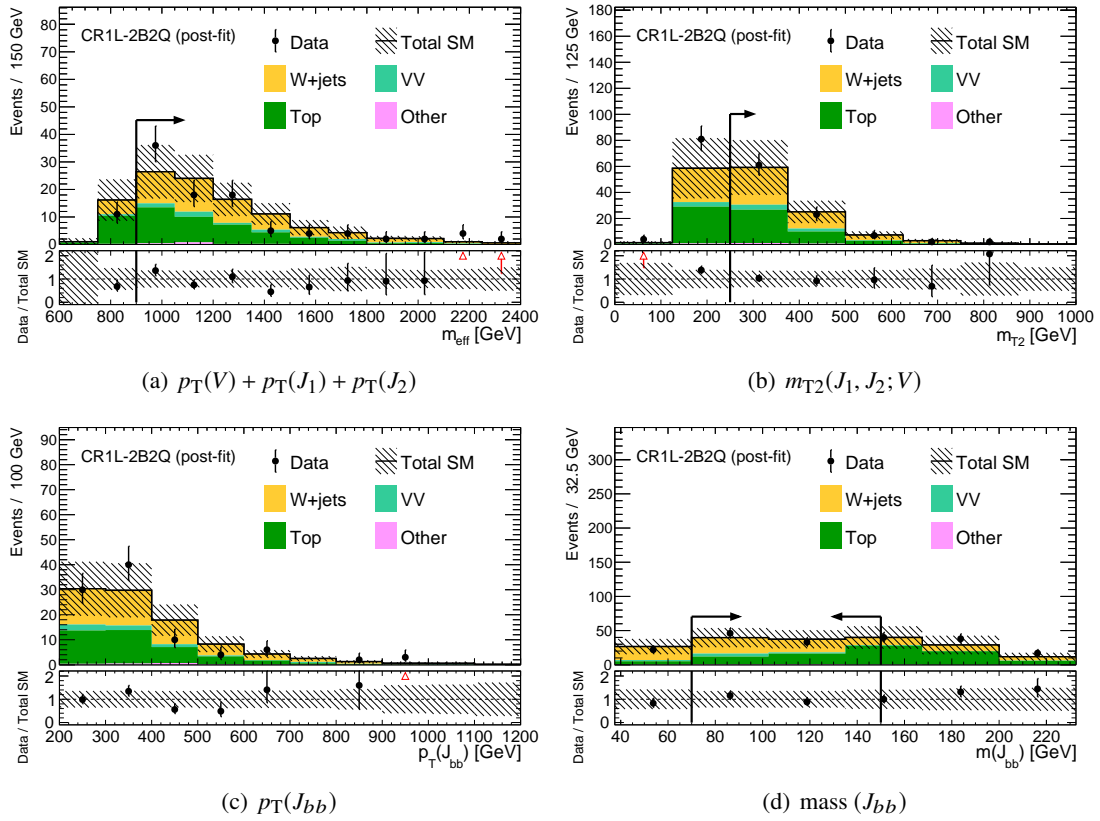 CR1L-2B2Q (post-fit)
Data
Total SM
W+jets
VV
Top
Other
Events / 150 GeV
80
70
60
50
40
30
20
10
0
Data / Total SM
2
1
0
600 800 1000 1200 1400 1600 1800 2000 2200 2400
m_eff [GeV]
(a) p_T(V) + p_T(J_1) + p_T(J_2)
CR1L-2B2Q (post-fit)
Data
Total SM
W+jets
VV
Top
Other
Events / 125 GeV
180
160
140
120
100
80
60
40
20
0
Data / Total SM
2
1
0
0 100 200 300 400 500 600 700 800 900 1000
m_T2 [GeV]
(b) m_T2(J_1, J_2; V)
CR1L-2B2Q (post-fit)
Data
Total SM
W+jets
VV
Top
Other
Events / 100 GeV
90
80
70
60
50
40
30
20
10
0
Data / Total SM
2
1
0
200 300 400 500 600 700 800 900 1000 1100 1200
p_T(J_bb) [GeV]
(c) p_T(J_bb)
CR1L-2B2Q (post-fit)
Data
Total SM
W+jets
VV
Top
Other
Events / 32.5 GeV
300
250
200
150
100
50
0
Data / Total SM
2
1
0
40 60 80 100 120 140 160 180 200 220
m(J_bb) [GeV]
(d) mass (J_bb)